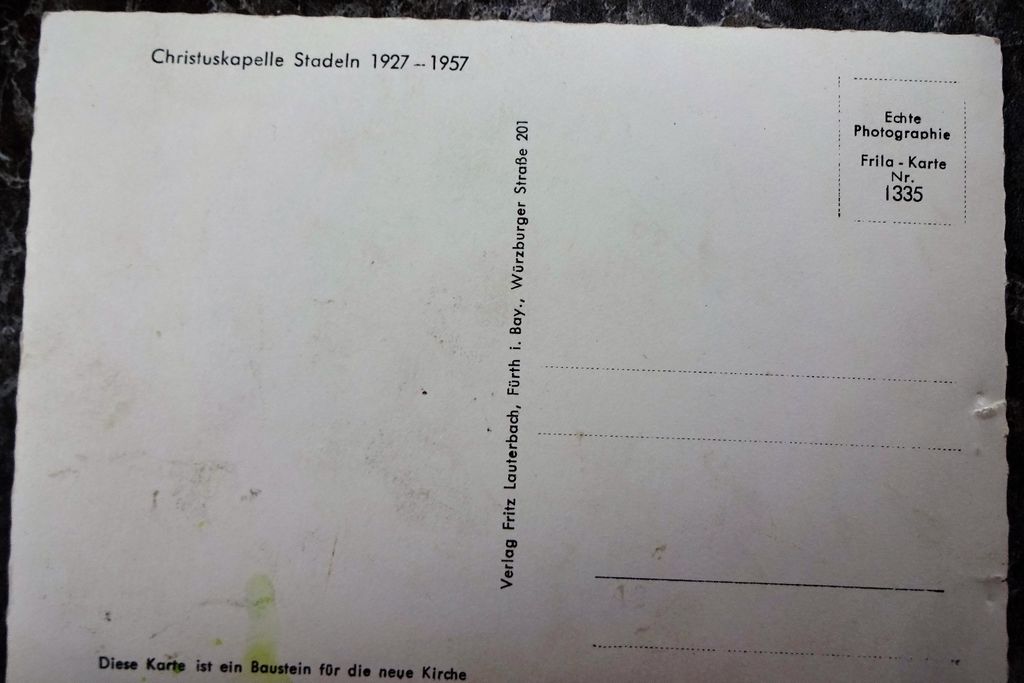 Christuskapelle Stadeln 1927 – 1957
Echte
Photographie
Frila - Karte
Nr.
1335
Verlag Fritz Lauterbach, Fürth i. Bay., Würzburger Straße 201
Diese Karte ist ein Baustein für die neue Kirche